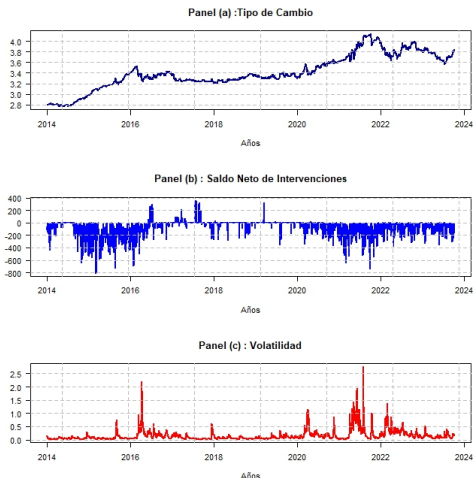 Panel (a) :Tipo de Cambio
4.0
3.8
3.6
3.4
3.2
3.0
2.8
2014 2016 2018 2020 2022 2024
Años
Panel (b) : Saldo Neto de Intervenciones
400
200
0
-200
-400
-600
-800
2014 2016 2018 2020 2022 2024
Años
Panel (c) : Volatilidad
2.5
2.0
1.5
1.0
0.5
0.0
2014 2016 2018 2020 2022 2024
Años